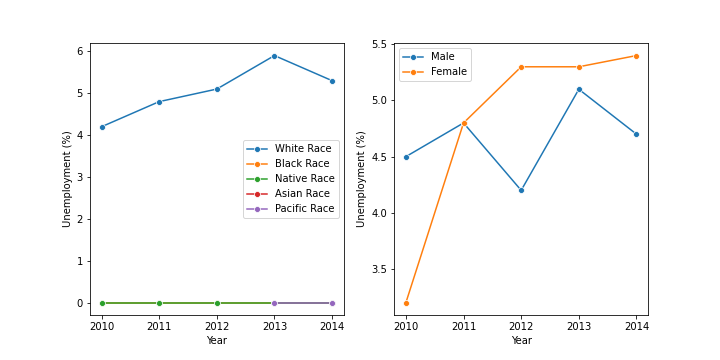 6
5
4
3
2
1
0
Unemployment (%)
2010 2011 2012 2013 2014
Year
White Race
Black Race
Native Race
Asian Race
Pacific Race
5.5
5.0
4.5
4.0
3.5
Unemployment (%)
2010 2011 2012 2013 2014
Year
Male
Female